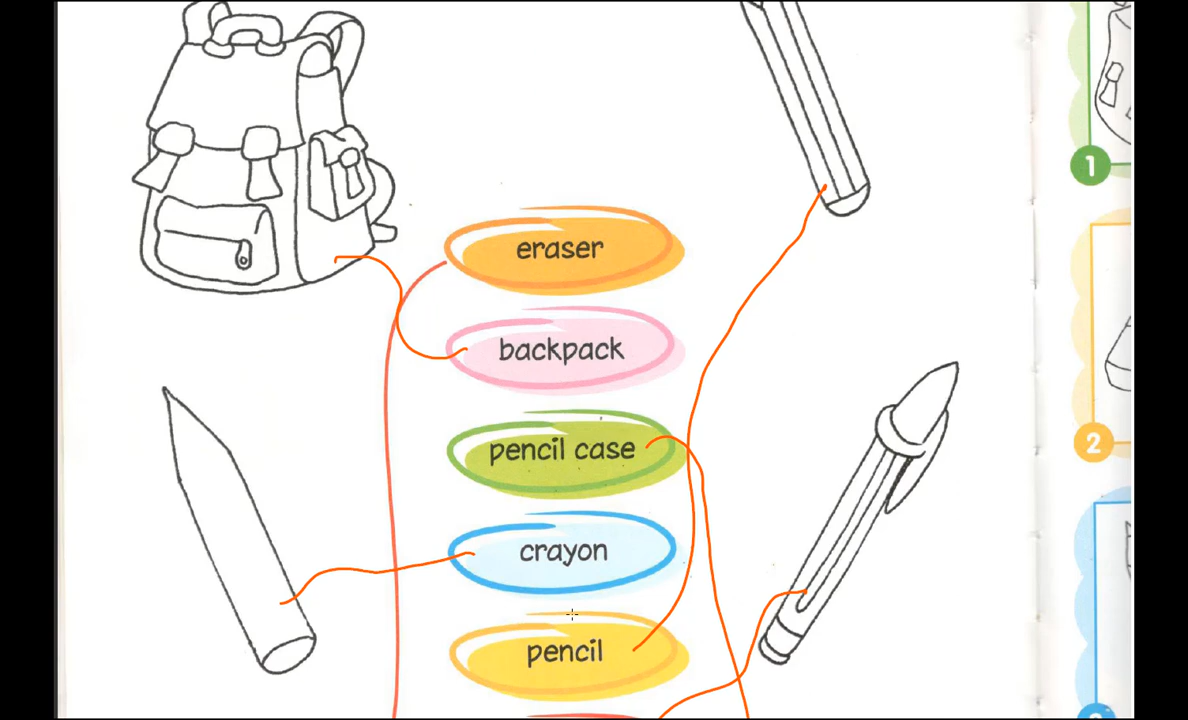 eraser
backpack
pencil case
crayon
pencil
1
2